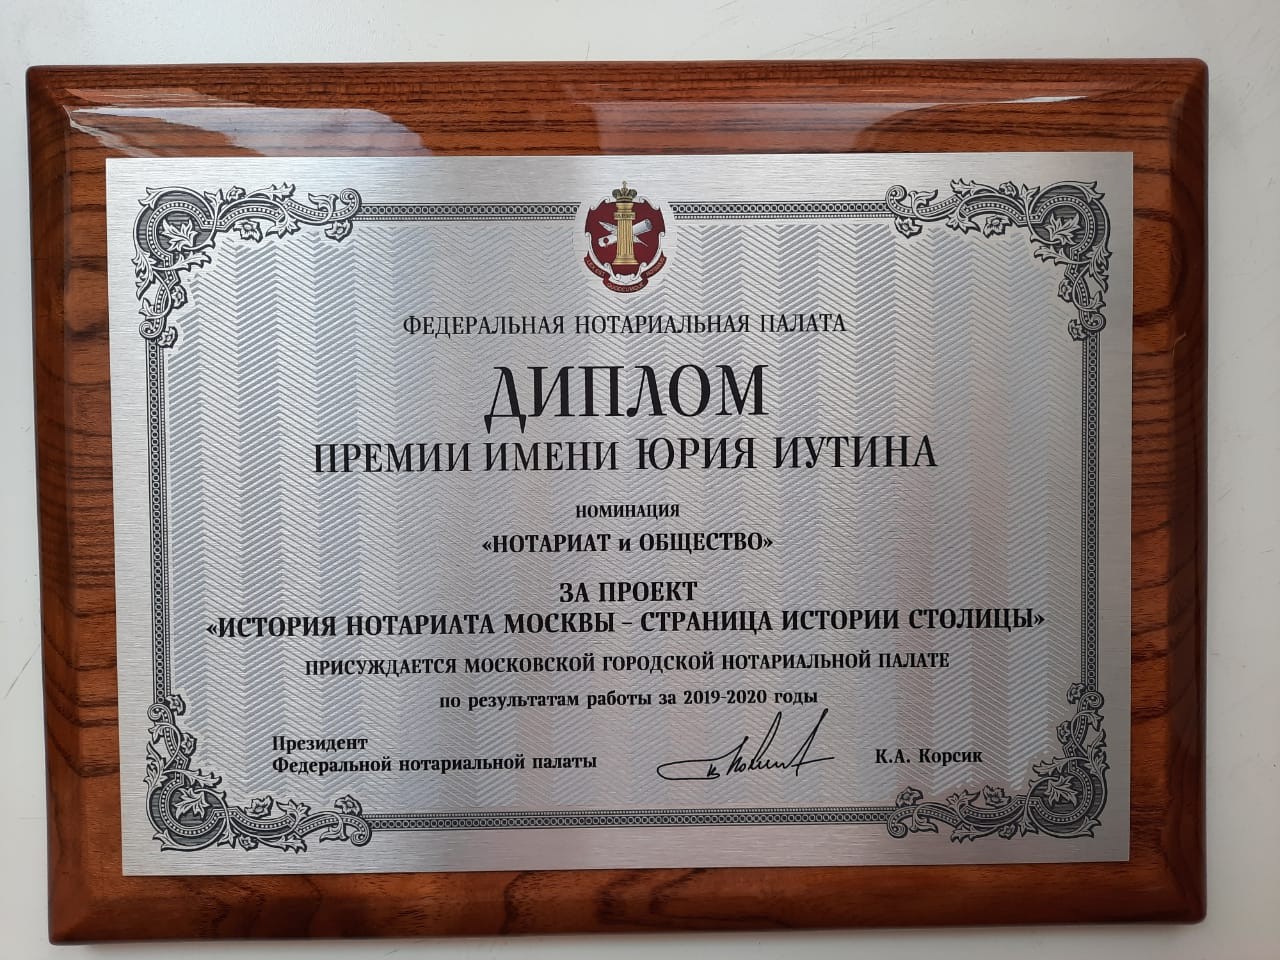 ФЕДЕРАЛЬНАЯ НОТАРИАЛЬНАЯ ПАЛАТА
ДИПЛОМ
ПРЕМИИ ИМЕНИ ЮРИЯ ИУТИНА
НОМИНАЦИЯ
«НОТАРИАТ и ОБЩЕСТВО»
ЗА ПРОЕКТ
«ИСТОРИЯ НОТАРИАТА МОСКВЫ – СТРАНИЦА ИСТОРИИ СТОЛИЦЫ»
ПРИСУЖДАЕТСЯ МОСКОВСКОЙ ГОРОДСКОЙ НОТАРИАЛЬНОЙ ПАЛАТЕ
по результатам работы за 2019-2020 годы
Президент
Федеральной нотариальной палаты
К.А. Корсик